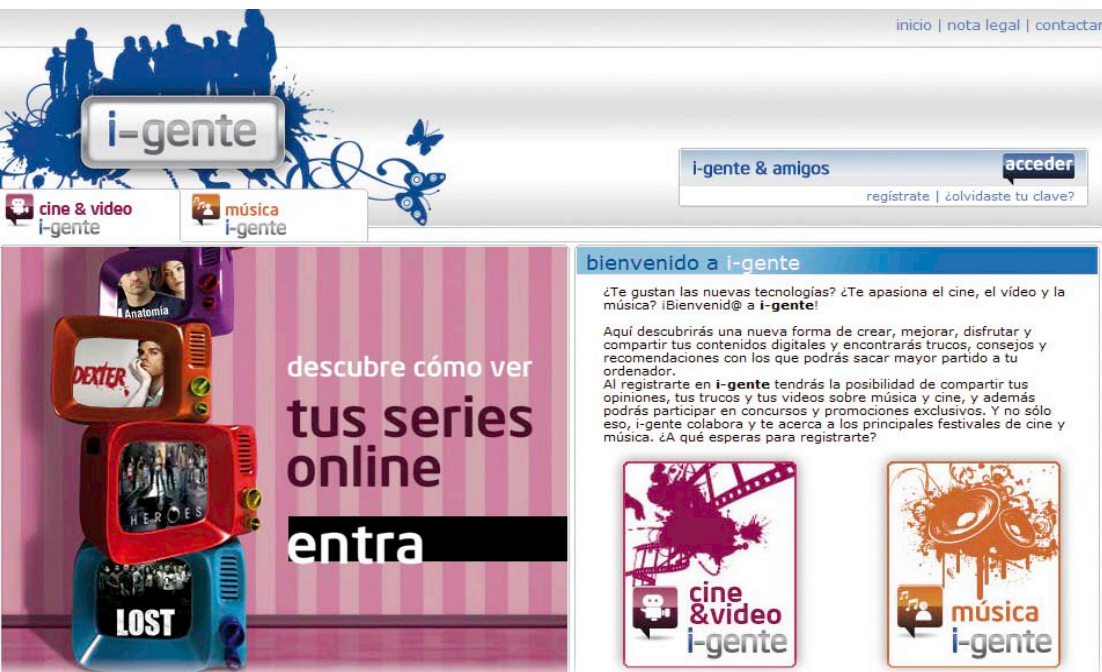 inicio | nota legal | contactar
i-gente
i-gente & amigos
acceder
regístrate | ¿olvidaste tu clave?
cine & video
i-gente
música
i-gente
Anatomía
DEXTER
HEROES
LOST
descubre cómo ver
tus series
online
entra
bienvenido a i-gente
¿Te gustan las nuevas tecnologías? ¿Te apasiona el cine, el vídeo y la
música? ¡Bienvenid@ a i-gente!
Aquí descubrirás una nueva forma de crear, mejorar, disfrutar y
compartir tus contenidos digitales y encontrarás trucos, consejos y
recomendaciones con los que podrás sacar mayor partido a tu
ordenador.
Al registrarte en i-gente tendrás la posibilidad de compartir tus
opiniones, tus trucos y tus videos sobre música y cine, y además
podrás participar en concursos y promociones exclusivos. Y no sólo
eso, i-gente colabora y te acerca a los principales festivales de cine y
música. ¿A qué esperas para registrarte?
cine
&video
i-gente
música
i-gente